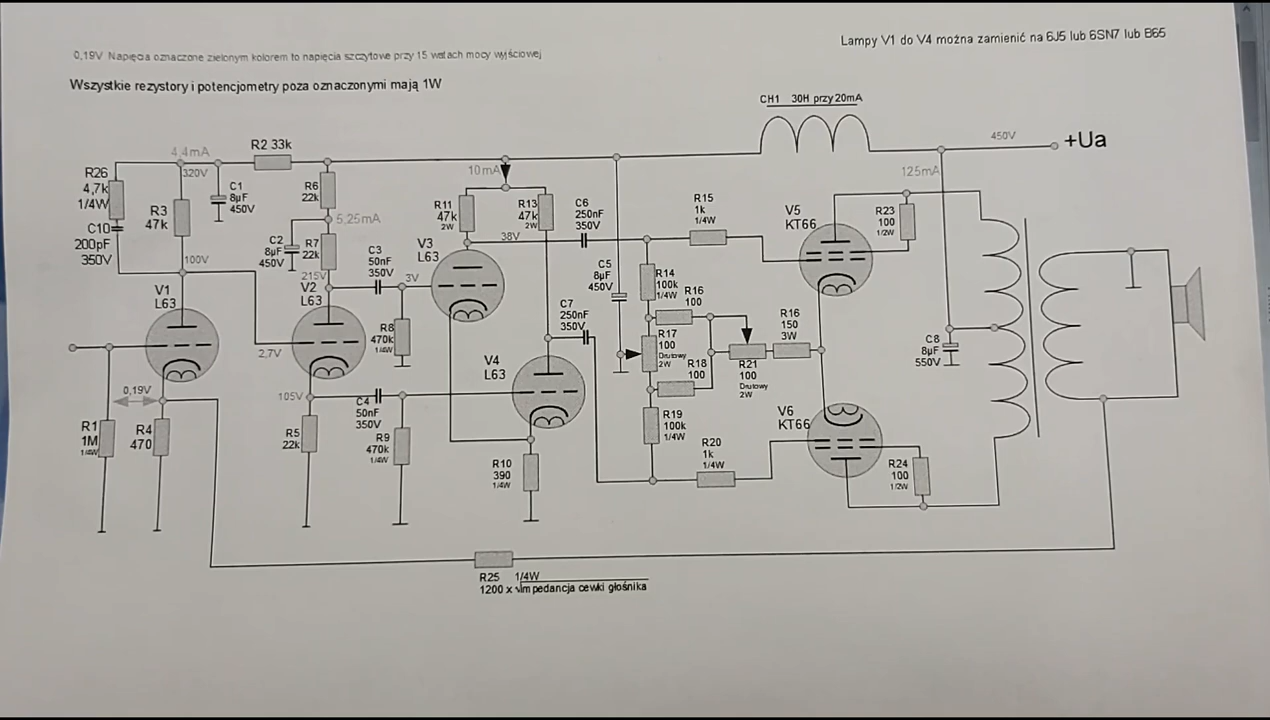 Lampy V1 do V4 można zamienić na 6J5 lub 6SN7 lub B65
0,19V Napięcia oznaczone zielonym kolorem to napięcia szczytowe przy 15 watach mocy wyjściowej
Wszystkie rezystory i potencjometry poza oznaczonymi mają 1W
CH1 30H przy 20mA
450V
+Ua
4,4mA
R2 33k
320V
10mA
125mA
R26
4,7k
1/4W
C10
200pF
350V
R3
47k
C1
8µF
450V
R6
22k
5,25mA
C2
8µF
450V
R7
22k
215V
100V
V1
L63
V2
L63
2,7V
C3
50nF
350V
3V
R8
470k
1/4W
R11
47k
2W
R13
47k
2W
38V
V3
L63
C6
250nF
350V
C5
8µF
450V
C7
250nF
350V
V4
L63
R15
1k
1/4W
V5
KT66
R23
100
1/2W
R14
100k
1/4W
R16
100
R17
100
Drutowy
2W
R18
100
R21
100
Drutowy
2W
R16
150
3W
C8
8µF
550V
0,19V
R1
1M
1/4W
R4
470
105V
R5
22k
C4
50nF
350V
R9
470k
1/4W
R10
390
1/4W
R19
100k
1/4W
R20
1k
1/4W
V6
KT66
R24
100
1/2W
R25 1/4W
1200 x √impedancja cewki głośnika